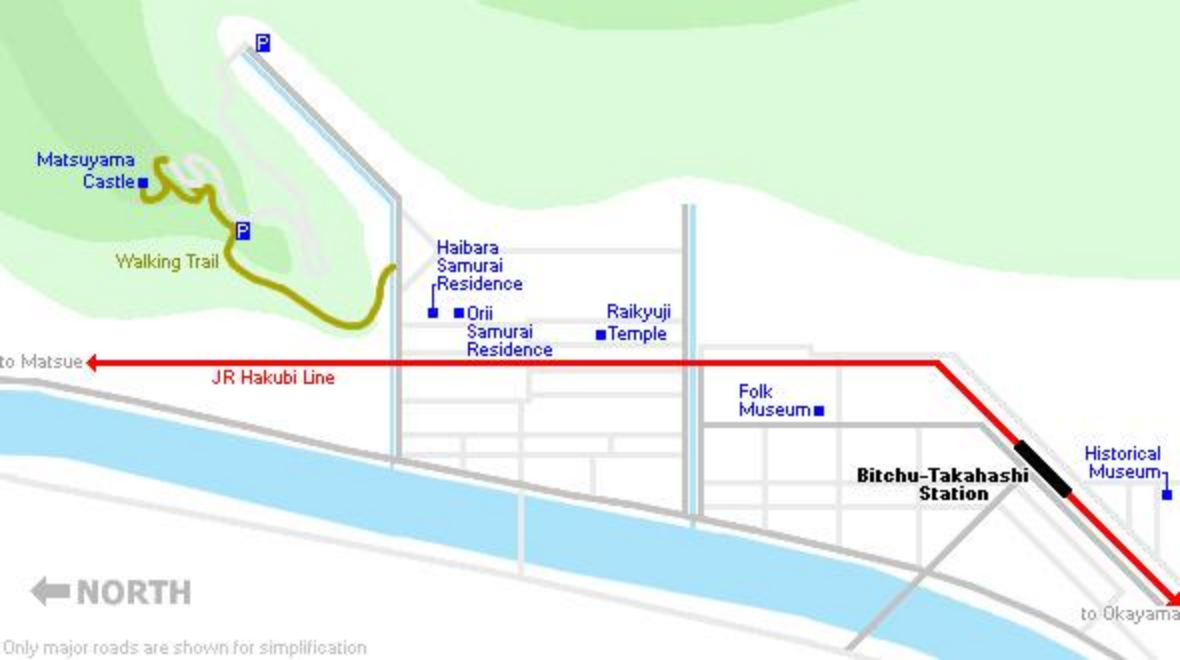 P
Matsuyama
Castle
P
Walking Trail
Haibara
Samurai
Residence
Orii
Samurai
Residence
Raikyuji
Temple
to Matsue
JR Hakubi Line
Folk
Museum
Historical
Museum
Bitchu-Takahashi
Station
NORTH
to Okayama
Only major roads are shown for simplification